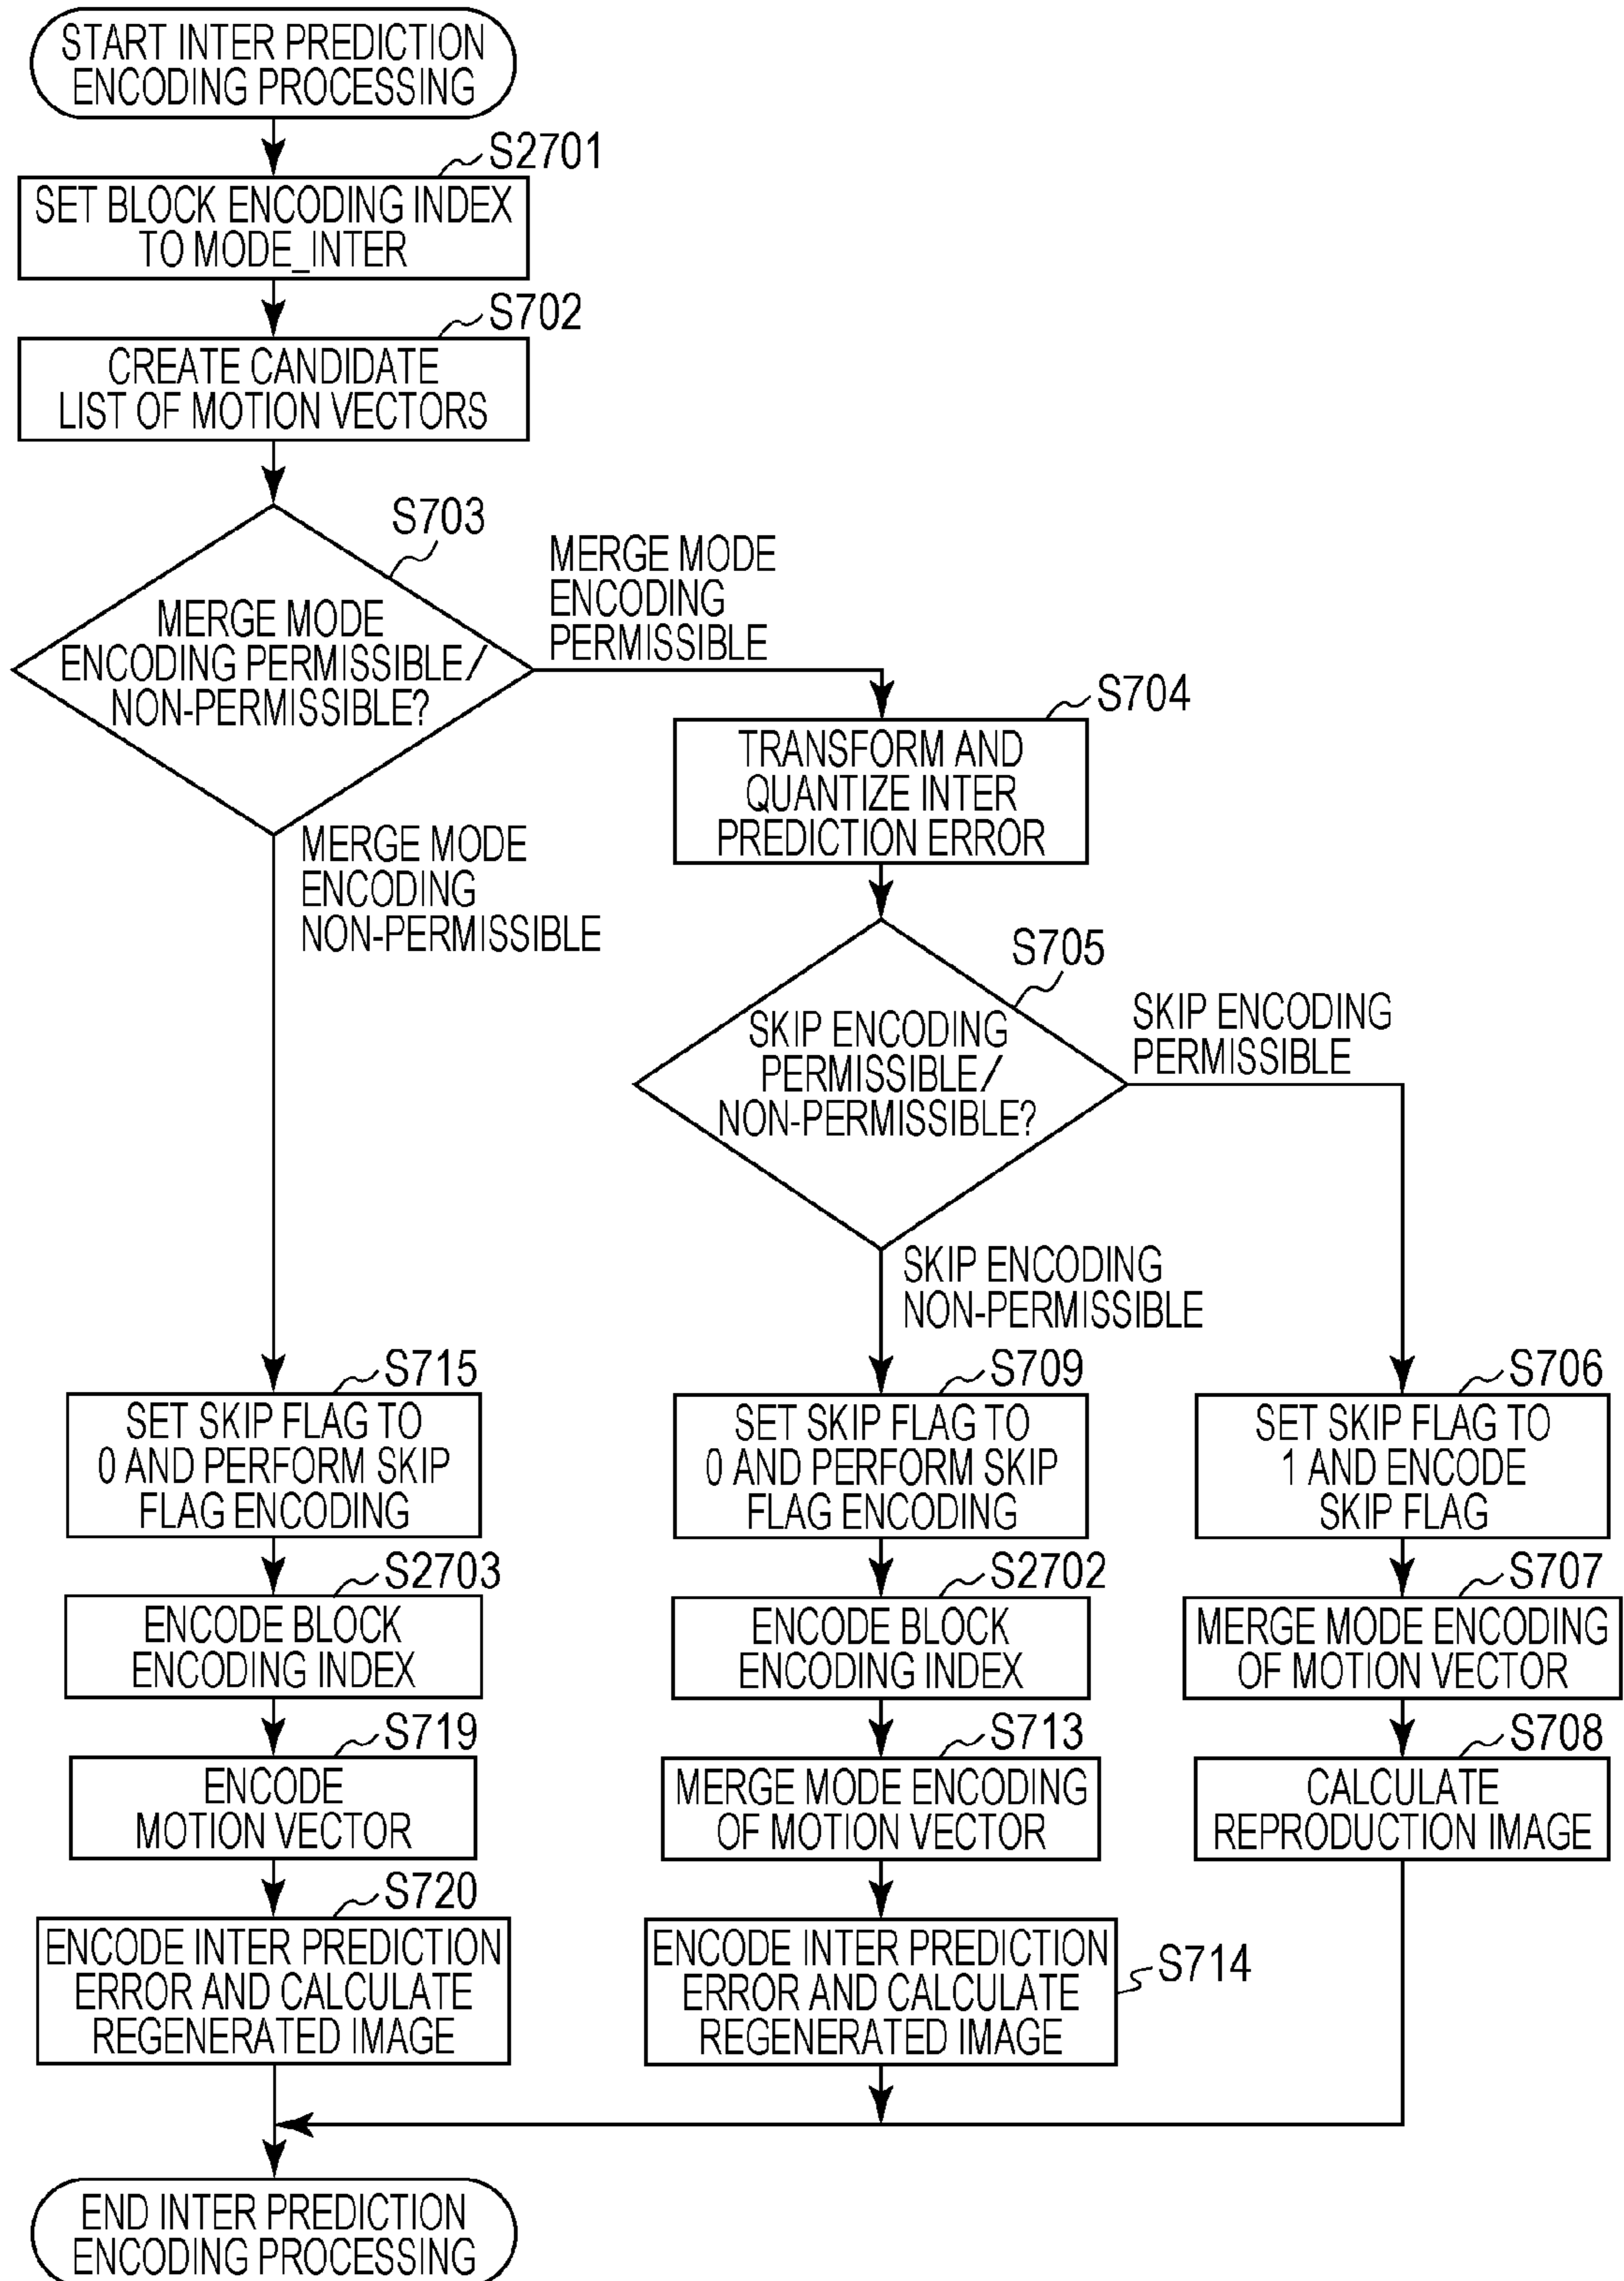 START INTER PREDICTION
ENCODING PROCESSING
S2701
SET BLOCK ENCODING INDEX
TO MODE_INTER
S702
CREATE CANDIDATE
LIST OF MOTION VECTORS
S703
MERGE MODE
ENCODING PERMISSIBLE/
NON-PERMISSIBLE?
MERGE MODE
ENCODING
PERMISSIBLE
S704
TRANSFORM AND
QUANTIZE INTER
PREDICTION ERROR
MERGE MODE
ENCODING
NON-PERMISSIBLE
S705
SKIP ENCODING
PERMISSIBLE/
NON-PERMISSIBLE?
SKIP ENCODING
PERMISSIBLE
SKIP ENCODING
NON-PERMISSIBLE
S715
SET SKIP FLAG TO
0 AND PERFORM SKIP
FLAG ENCODING
S2703
ENCODE BLOCK
ENCODING INDEX
S719
ENCODE
MOTION VECTOR
S720
ENCODE INTER PREDICTION
ERROR AND CALCULATE
REGENERATED IMAGE
S709
SET SKIP FLAG TO
0 AND PERFORM SKIP
FLAG ENCODING
S2702
ENCODE BLOCK
ENCODING INDEX
S713
MERGE MODE ENCODING
OF MOTION VECTOR
ENCODE INTER PREDICTION
ERROR AND CALCULATE
REGENERATED IMAGE
S714
S706
SET SKIP FLAG TO
1 AND ENCODE
SKIP FLAG
S707
MERGE MODE ENCODING
OF MOTION VECTOR
S708
CALCULATE
REPRODUCTION IMAGE
END INTER PREDICTION
ENCODING PROCESSING